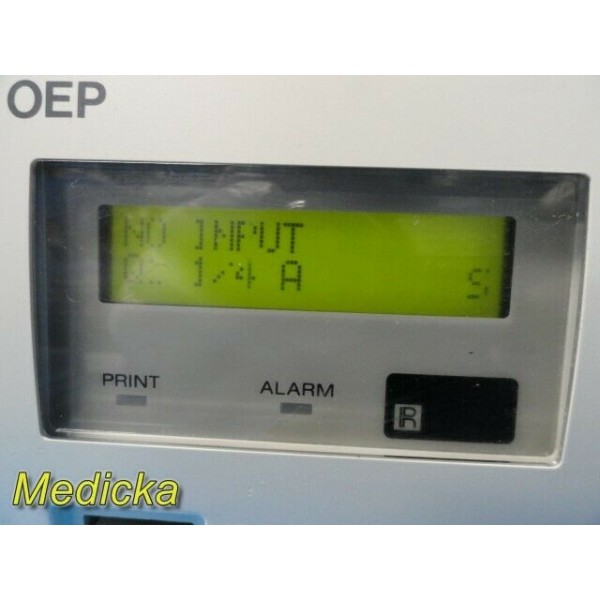 OEP
NO INPUT
1/4 A S
PRINT
ALARM
R
Medicka